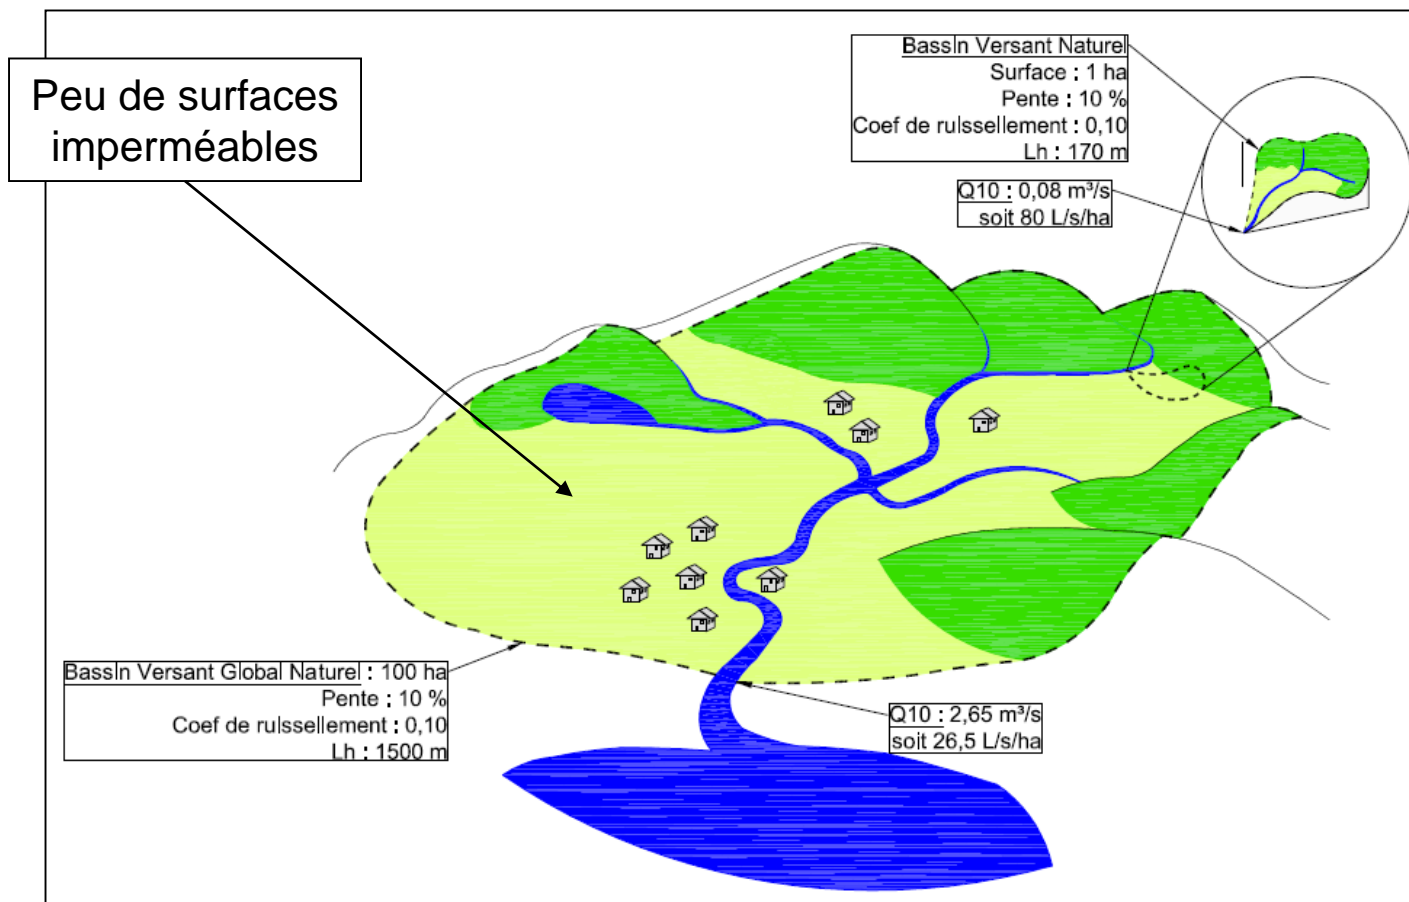 Peu de surfaces
imperméables
Bassin Versant Naturel
Surface : 1 ha
Pente : 10 %
Coef de ruissellement : 0,10
Lh : 170 m
Q10 : 0,08 m³/s
soit 80 L/s/ha
Bassin Versant Global Naturel : 100 ha
Pente : 10 %
Coef de ruissellement : 0,10
Lh : 1500 m
Q10 : 2,65 m³/s
soit 26,5 L/s/ha